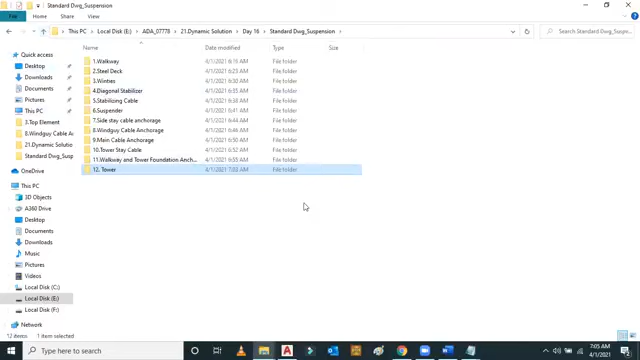 Standard Dwg_Suspension
File Home Share View
This PC › Local Disk (E:) › ADA_07778 › 21.Dynamic Solution › Day 16 › Standard Dwg_Suspension ›
Search Standard Dwg_Suspension
Name Date modified Type Size
Quick access
Desktop
Downloads
Documents
Pictures
This PC
3.Top Element
8.Windguy Cable An
21.Dynamic Solutio
Standard Dwg_Susp
OneDrive
This PC
3D Objects
A360 Drive
Desktop
Documents
Downloads
Music
Pictures
Videos
Local Disk (C:)
Local Disk (E:)
Local Disk (F:)
Network
1.Walkway 4/1/2021 6:16 AM File folder
2.Steel Deck 4/1/2021 6:23 AM File folder
3.Winties 4/1/2021 6:30 AM File folder
4.Diagonal Stabilizer 4/1/2021 6:35 AM File folder
5.Stabilizing Cable 4/1/2021 6:38 AM File folder
6.Suspender 4/1/2021 6:41 AM File folder
7.Side stay cable anchorage 4/1/2021 6:44 AM File folder
8.Windguy Cable Anchorage 4/1/2021 6:46 AM File folder
9.Main Cable Anchorage 4/1/2021 6:50 AM File folder
10.Tower Stay Cable 4/1/2021 6:52 AM File folder
11.Walkway and Tower Foundation Anch... 4/1/2021 6:55 AM File folder
12. Tower 4/1/2021 7:03 AM File folder
12 items 1 item selected
Type here to search
7:05 AM
4/1/2021